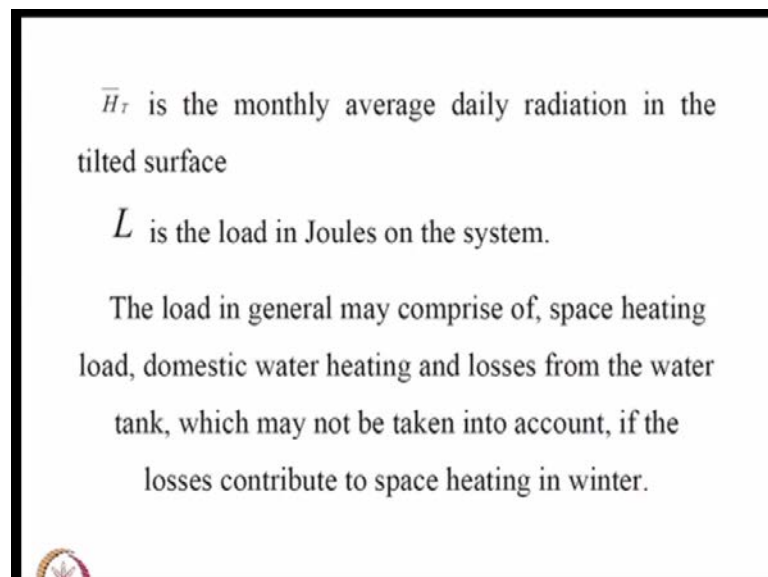 H̅_T is the monthly average daily radiation in the
tilted surface
L is the load in Joules on the system.
The load in general may comprise of, space heating
load, domestic water heating and losses from the water
tank, which may not be taken into account, if the
losses contribute to space heating in winter.